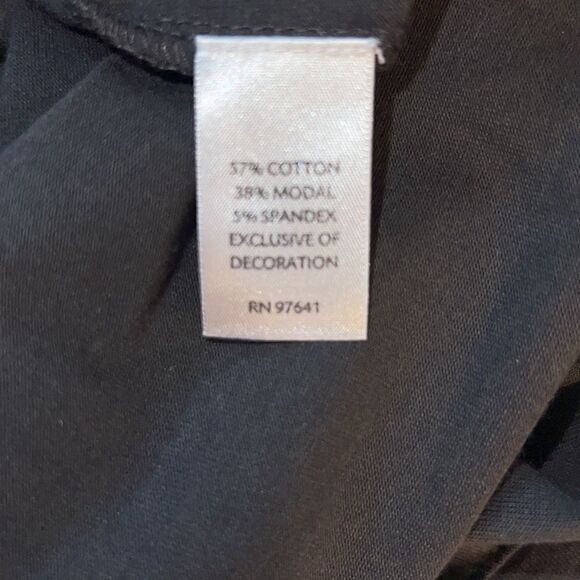 57% COTTON
38% MODAL
5% SPANDEX
EXCLUSIVE OF
DECORATION
RN 97641